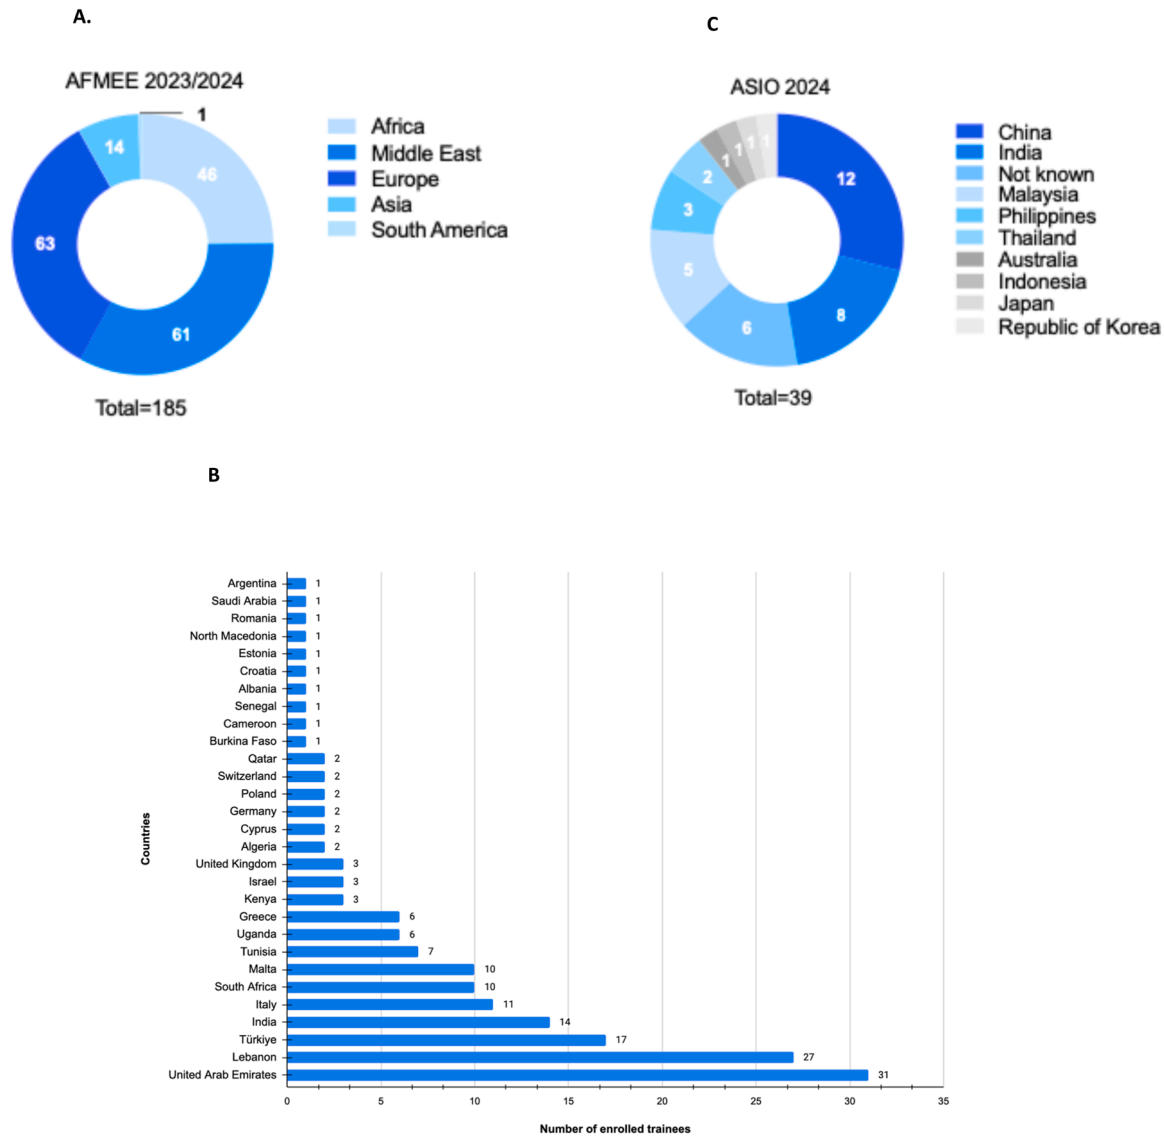 A.
AFMEE 2023/2024
1
14
46
63
61
Total=185
Africa
Middle East
Europe
Asia
South America
C
ASIO 2024
1
1
1
1
2
12
3
5
8
6
Total=39
China
India
Not known
Malaysia
Philippines
Thailand
Australia
Indonesia
Japan
Republic of Korea
B
Countries
Argentina 1
Saudi Arabia 1
Romania 1
North Macedonia 1
Estonia 1
Croatia 1
Albania 1
Senegal 1
Cameroon 1
Burkina Faso 1
Qatar 2
Switzerland 2
Poland 2
Germany 2
Cyprus 2
Algeria 2
United Kingdom 3
Israel 3
Kenya 3
Greece 6
Uganda 6
Tunisia 7
Malta 10
South Africa 10
Italy 11
India 14
Türkiye 17
Lebanon 27
United Arab Emirates 31
0 5 10 15 20 25 30 35
Number of enrolled trainees